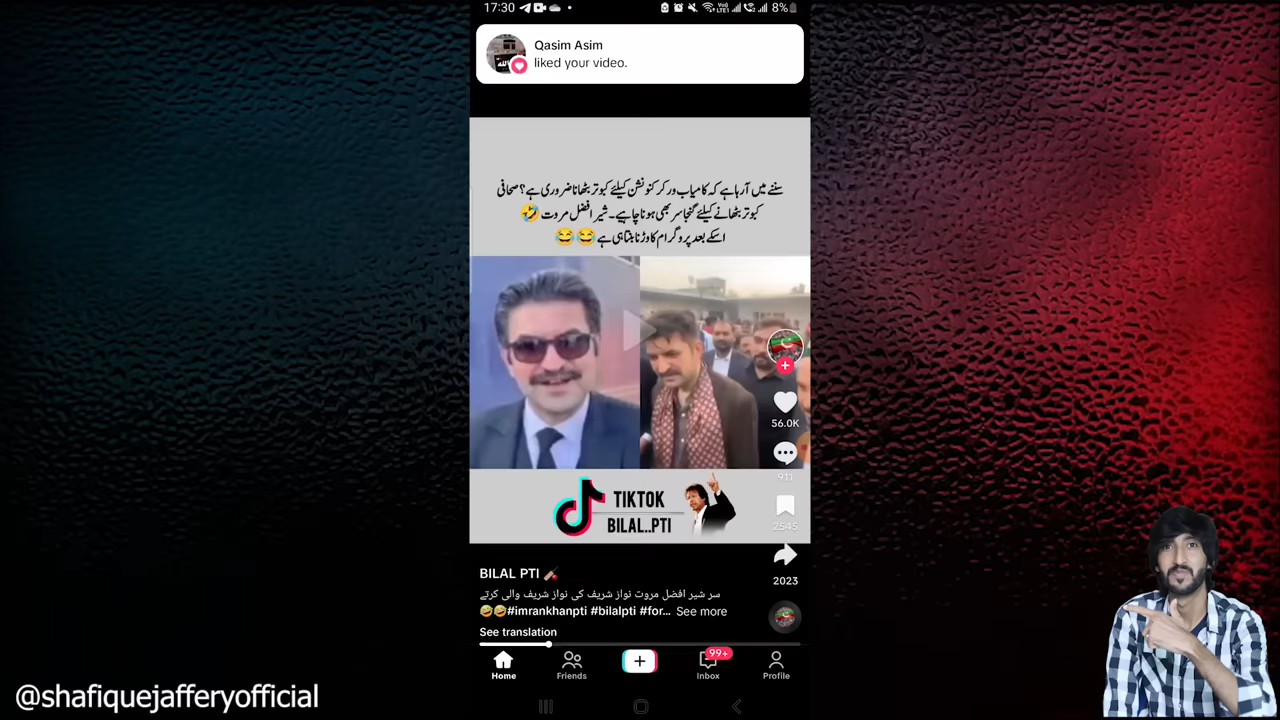 17:30
8%
Qasim Asim
liked your video.
سننے میں آرہا ہے کہ کامیاب ورکر کنونشن کیلئے کبوتر بٹھانا ضروری ہے؟ صحافی
کبوتر بٹھانے کیلئے گنجا سر بھی ہونا چاہیے۔ شیر افضل مروت 🤣
اسکے بعد پروگرام کا وڑنا بنتا ہی ہے 😂😂
56.0K
911
2545
2023
TIKTOK
BILAL..PTI
BILAL PTI 🏏
سر شیر افضل مروت نواز شریف کی نواز شریف والی کرتے
🤣🤣#imrankhanpti #bilalpti #for... See more
See translation
99+
Home
Friends
Inbox
Profile
@shafiquejafferyofficial